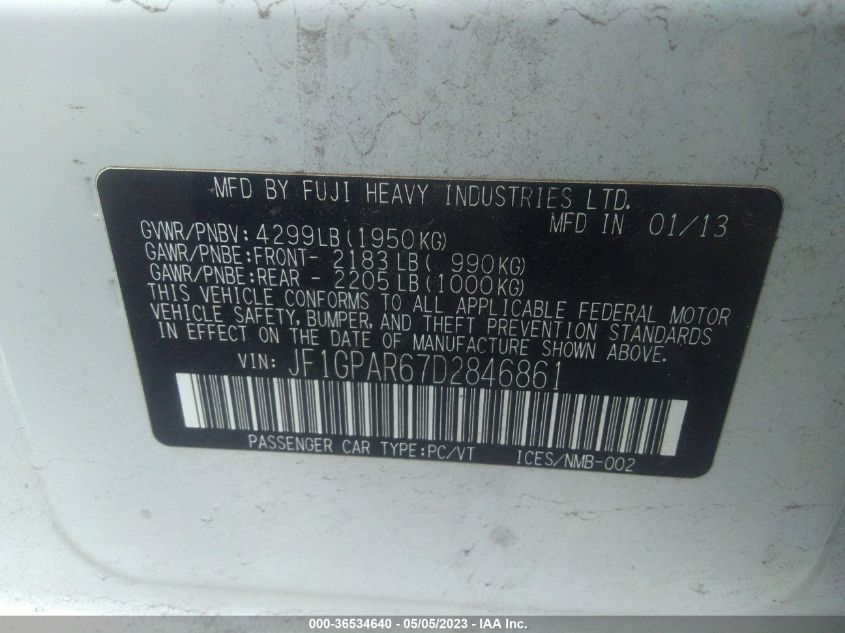 MFD BY FUJI HEAVY INDUSTRIES LTD.
MFD IN 01/13
GVWR/PNBV: 4299LB (1950KG)
GAWR/PNBE:FRONT- 2183LB ( 990KG)
GAWR/PNBE:REAR - 2205LB (1000KG)
THIS VEHICLE CONFORMS TO ALL APPLICABLE FEDERAL MOTOR
VEHICLE SAFETY, BUMPER, AND THEFT PREVENTION STANDARDS
IN EFFECT ON THE DATE OF MANUFACTURE SHOWN ABOVE.
VIN: JF1GPAR67D2846861
PASSENGER CAR TYPE:PC/VT ICES/NMB-002
000-36534640 - 05/05/2023 - IAA Inc.